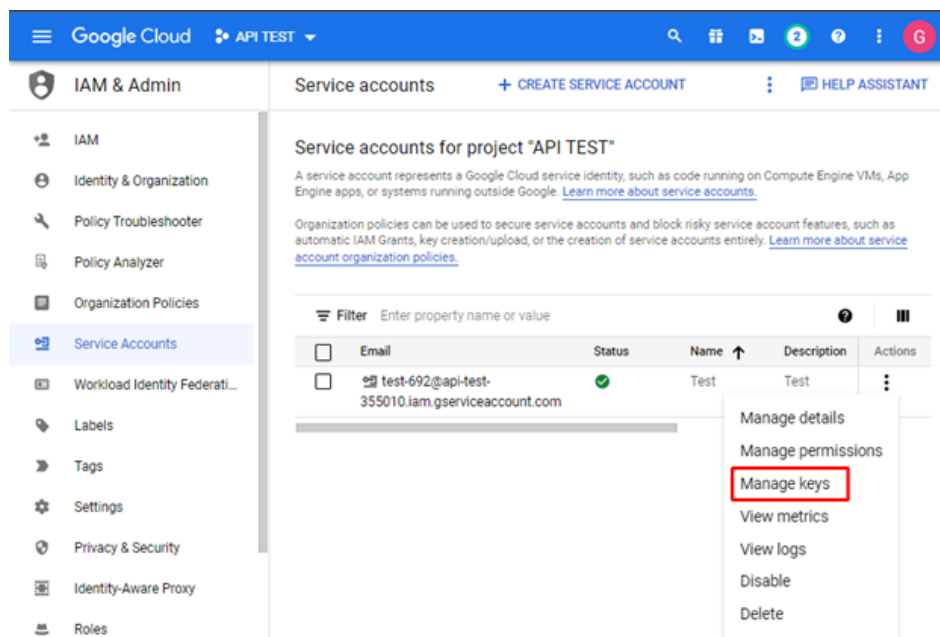 Google Cloud API TEST 2 G
IAM & Admin
Service accounts + CREATE SERVICE ACCOUNT HELP ASSISTANT
IAM
Identity & Organization
Policy Troubleshooter
Policy Analyzer
Organization Policies
Service Accounts
Workload Identity Federati...
Labels
Tags
Settings
Privacy & Security
Identity-Aware Proxy
Roles
Service accounts for project "API TEST"
A service account represents a Google Cloud service identity, such as code running on Compute Engine VMs, App
Engine apps, or systems running outside Google. Learn more about service accounts.
Organization policies can be used to secure service accounts and block risky service account features, such as
automatic IAM Grants, key creation/upload, or the creation of service accounts entirely. Learn more about service
account organization policies.
Filter Enter property name or value
Email Status Name Description Actions
test-692@api-test- Test Test
355010.iam.gserviceaccount.com
Manage details
Manage permissions
Manage keys
View metrics
View logs
Disable
Delete